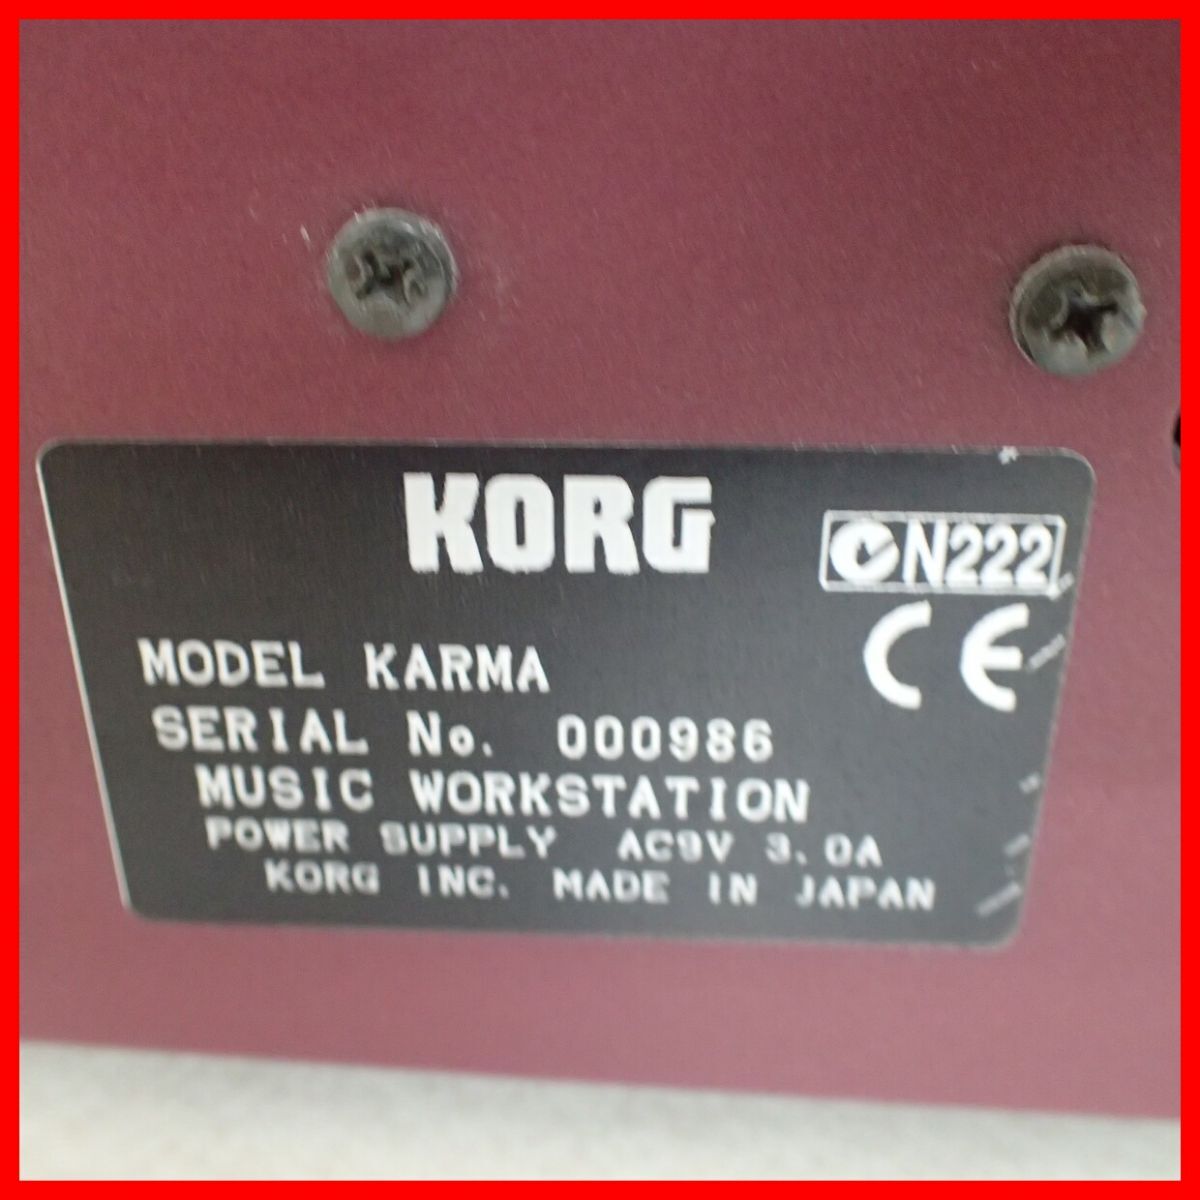 KORG
N222
CE
MODEL KARMA
SERIAL No. 000986
MUSIC WORKSTATION
POWER SUPPLY AC9V 3.0A
KORG INC. MADE IN JAPAN